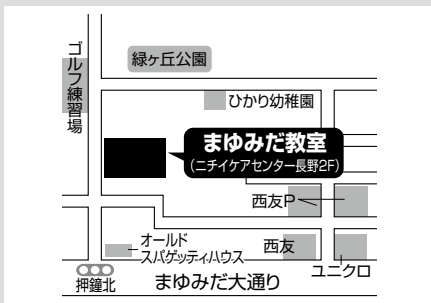 ゴルフ練習場
緑ヶ丘公園
ひかり幼稚園
まゆみだ教室
(ニチイケアセンター長野2F)
西友P
オールド
スパゲッティハウス
西友
ユニクロ
押鐘北
まゆみだ大通り